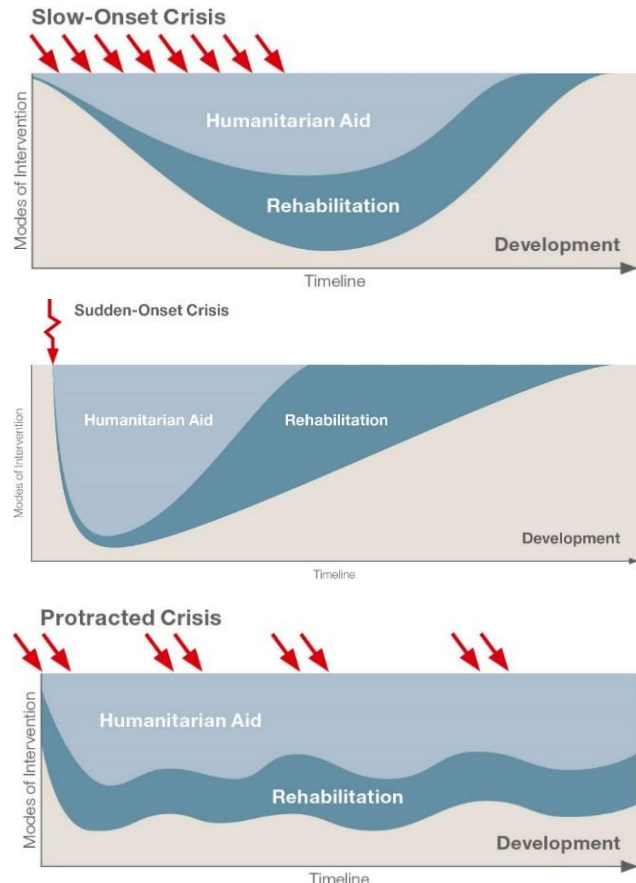 Slow-Onset Crisis
Humanitarian Aid
Rehabilitation
Development
Modes of Intervention
Timeline
Sudden-Onset Crisis
Humanitarian Aid
Rehabilitation
Development
Modes of Intervention
Timeline
Protracted Crisis
Humanitarian Aid
Rehabilitation
Development
Modes of Intervention
Timeline